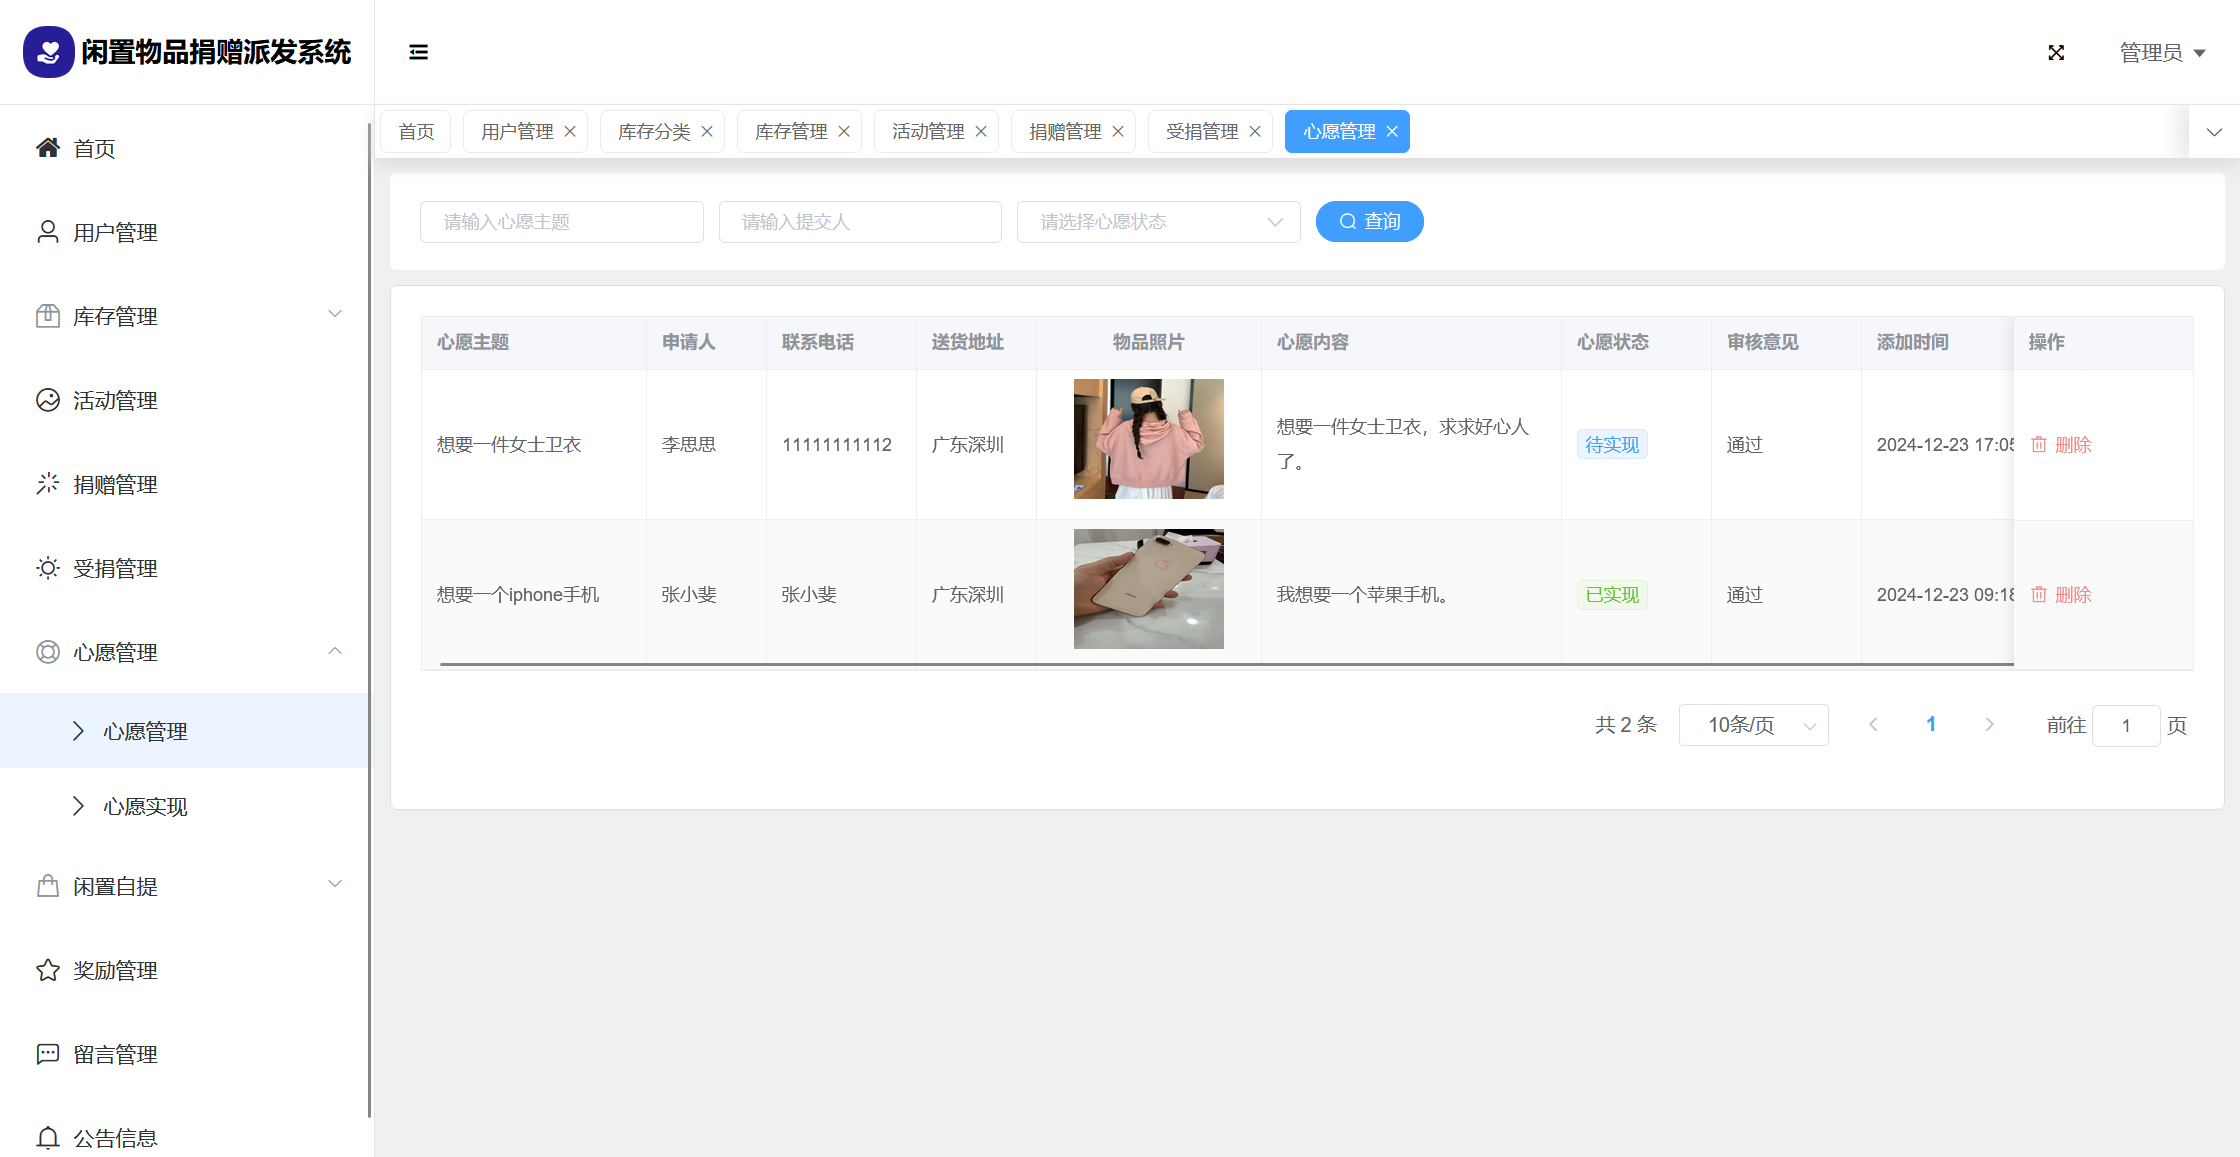 闲置物品捐赠派发系统
管理员
首页
用户管理
库存管理
活动管理
捐赠管理
受捐管理
心愿管理
心愿管理
心愿实现
闲置自提
奖励管理
留言管理
公告信息
首页 用户管理 库存分类 库存管理 活动管理 捐赠管理 受捐管理 心愿管理
请输入心愿主题 请输入提交人 请选择心愿状态 查询
心愿主题 申请人 联系电话 送货地址 物品照片 心愿内容 心愿状态 审核意见 添加时间 操作
想要一件女士卫衣 李思思 11111111112 广东深圳 想要一件女士卫衣，求求好心人
了。
待实现 通过 2024-12-23 17:05 删除
想要一个iphone手机 张小斐 张小斐 广东深圳 我想要一个苹果手机。 已实现 通过 2024-12-23 09:18 删除
共 2 条 10条/页 1 前往 1 页